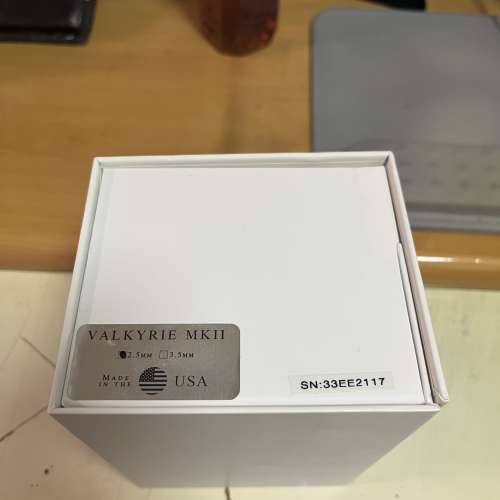 VALKYRIE MKII
2.5MM 3.5MM
MADE IN THE USA
SN:33EE2117